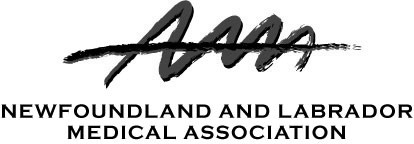 NEWFOUNDLAND AND LABRADOR
MEDICAL ASSOCIATION